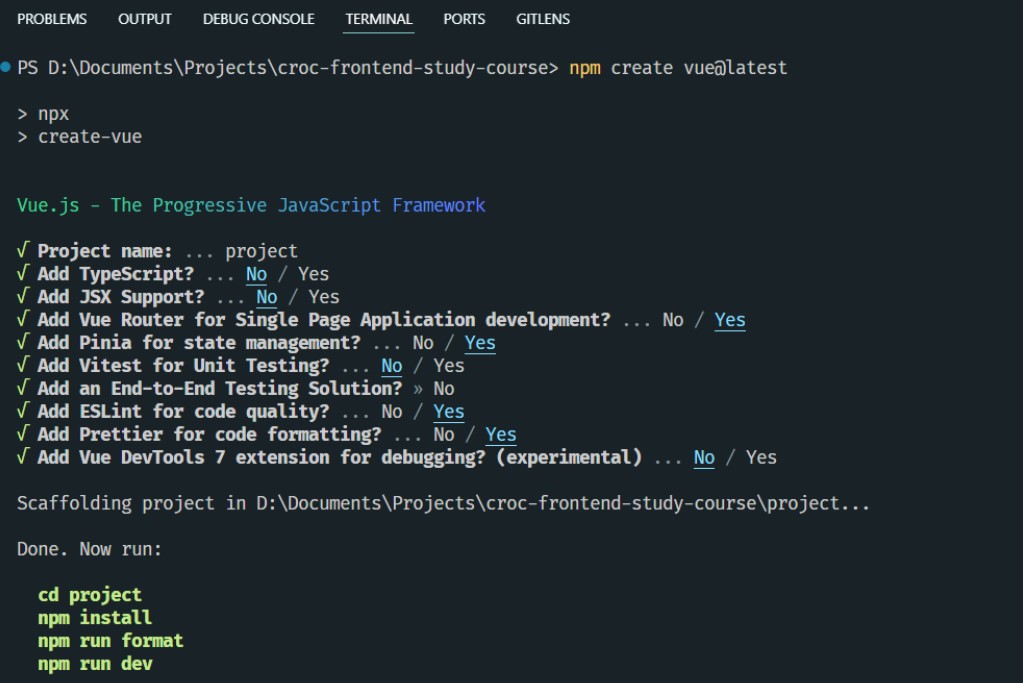 PROBLEMS OUTPUT DEBUG CONSOLE TERMINAL PORTS GITLENS
PS D:\Documents\Projects\croc-frontend-study-course> npm create vue@latest
> npx
> create-vue
Vue.js - The Progressive JavaScript Framework
√ Project name: ... project
√ Add TypeScript? ... No / Yes
√ Add JSX Support? ... No / Yes
√ Add Vue Router for Single Page Application development? ... No / Yes
√ Add Pinia for state management? ... No / Yes
√ Add Vitest for Unit Testing? ... No / Yes
√ Add an End-to-End Testing Solution? » No
√ Add ESLint for code quality? ... No / Yes
√ Add Prettier for code formatting? ... No / Yes
√ Add Vue DevTools 7 extension for debugging? (experimental) ... No / Yes
Scaffolding project in D:\Documents\Projects\croc-frontend-study-course\project...
Done. Now run:
cd project
npm install
npm run format
npm run dev